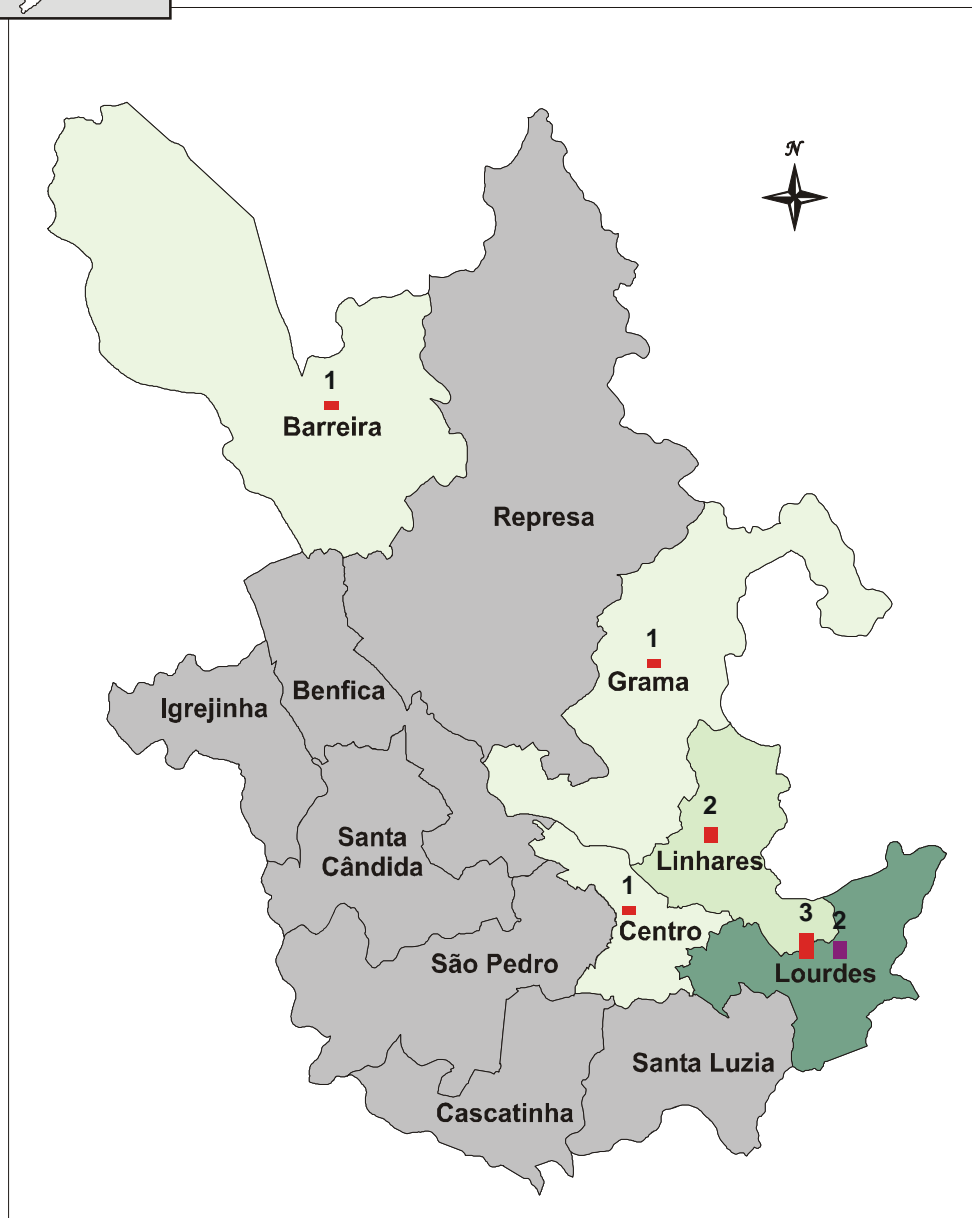 N
1
Barreira
Represa
1
Grama
Benfica
Igrejinha
2
Linhares
Santa
Cândida
1
Centro
3
2
Lourdes
São Pedro
Santa Luzia
Cascatinha